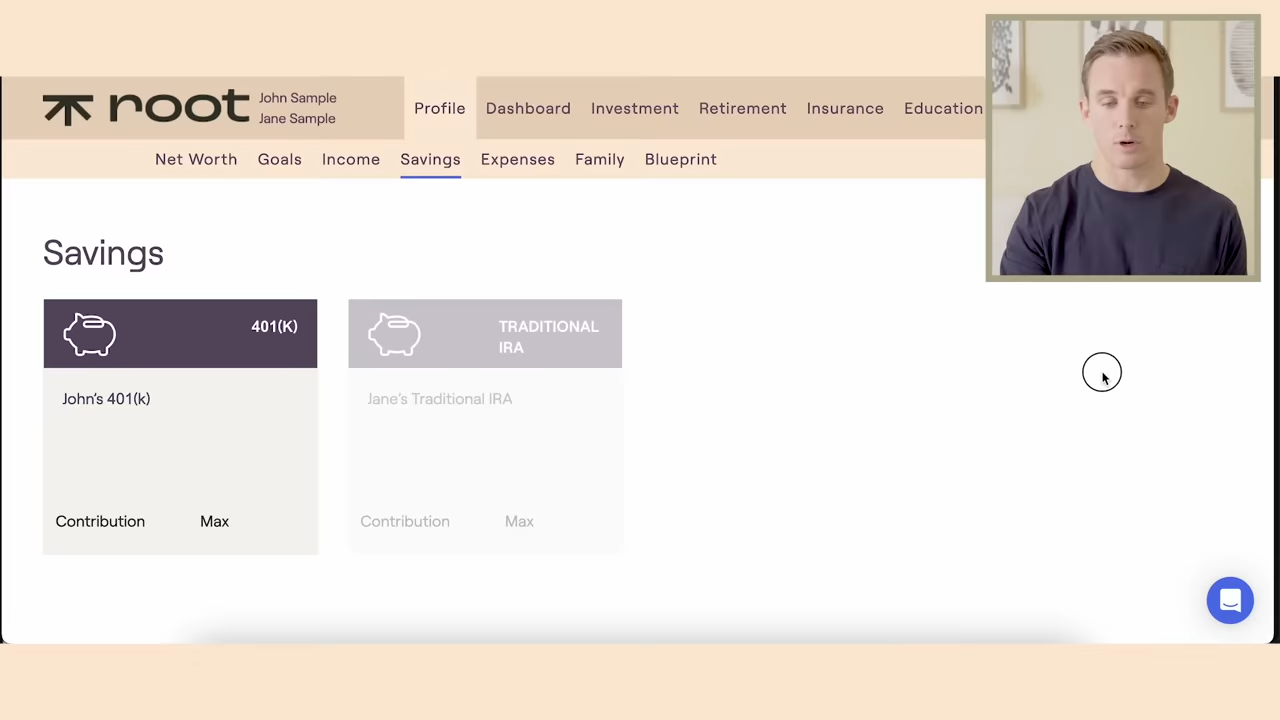 root
John Sample
Jane Sample
Profile Dashboard Investment Retirement Insurance Education
Net Worth Goals Income Savings Expenses Family Blueprint
Savings
401(K)
John's 401(k)
Contribution Max
TRADITIONAL
IRA
Jane's Traditional IRA
Contribution Max